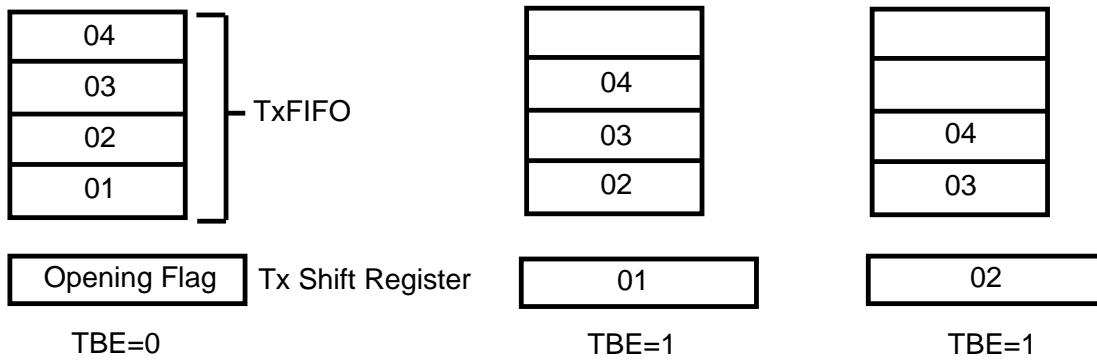 04
03
02
01
TxFIFO
Opening Flag
Tx Shift Register
TBE=0
04
03
02
01
TBE=1
04
03
02
TBE=1